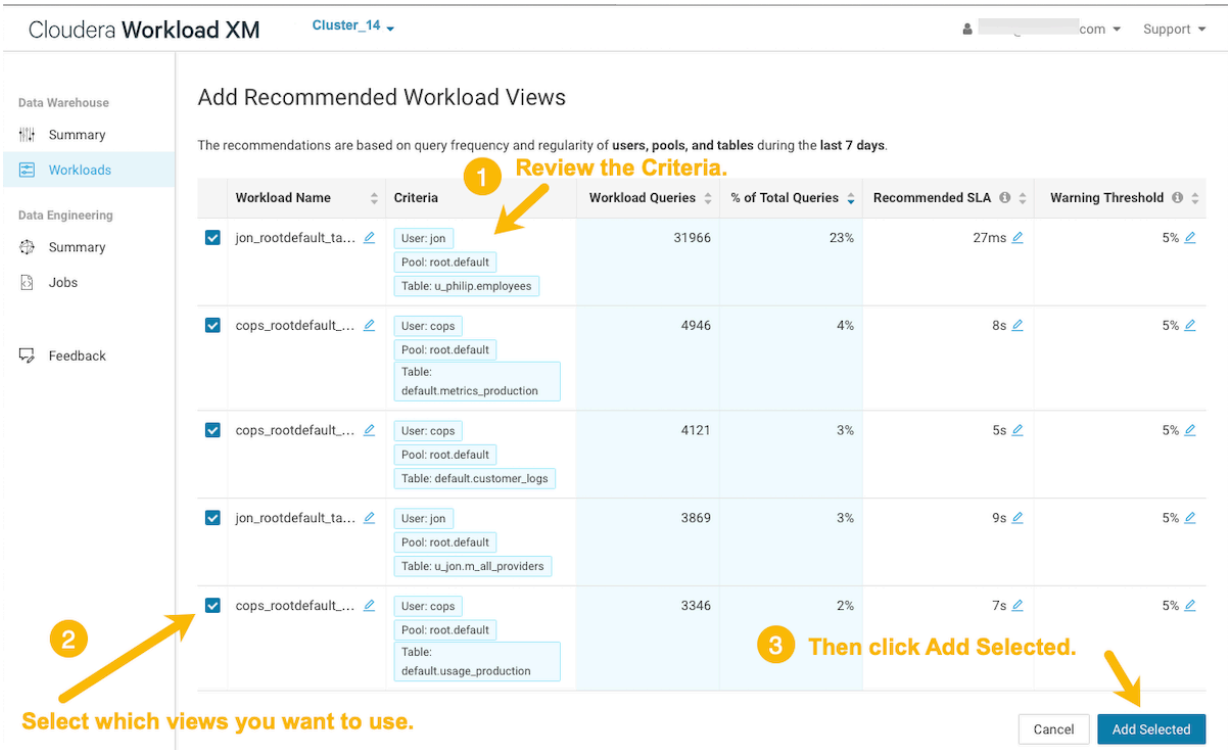 Cloudera Workload XM
Cluster_14
com
Support
Data Warehouse
Summary
Workloads
Data Engineering
Summary
Jobs
Feedback
Add Recommended Workload Views
The recommendations are based on query frequency and regularity of users, pools, and tables during the last 7 days.
1 Review the Criteria.
Workload Name Criteria Workload Queries % of Total Queries Recommended SLA Warning Threshold
jon_rootdefault_ta... User: jon 31966 23% 27ms 5%
Pool: root.default
Table: u_philip.employees
cops_rootdefault_... User: cops 4946 4% 8s 5%
Pool: root.default
Table:
default.metrics_production
cops_rootdefault_... User: cops 4121 3% 5s 5%
Pool: root.default
Table: default.customer_logs
jon_rootdefault_ta... User: jon 3869 3% 9s 5%
Pool: root.default
Table: u_jon.m_all_providers
cops_rootdefault_... User: cops 3346 2% 7s 5%
Pool: root.default
Table:
default.usage_production
2
Select which views you want to use.
3 Then click Add Selected.
Cancel
Add Selected